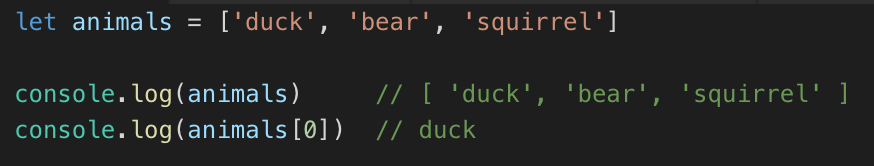 let animals = ['duck', 'bear', 'squirrel']
console.log(animals)     // [ 'duck', 'bear', 'squirrel' ]
console.log(animals[0])  // duck